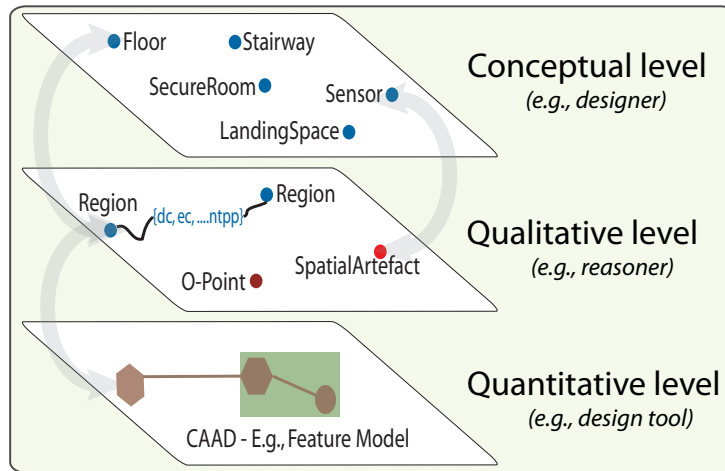 Floor
Stairway
SecureRoom
Sensor
LandingSpace
Conceptual level
(e.g., designer)
Region
{dc, ec, ....ntpp}
Region
SpatialArtefact
O-Point
Qualitative level
(e.g., reasoner)
CAAD - E.g., Feature Model
Quantitative level
(e.g., design tool)